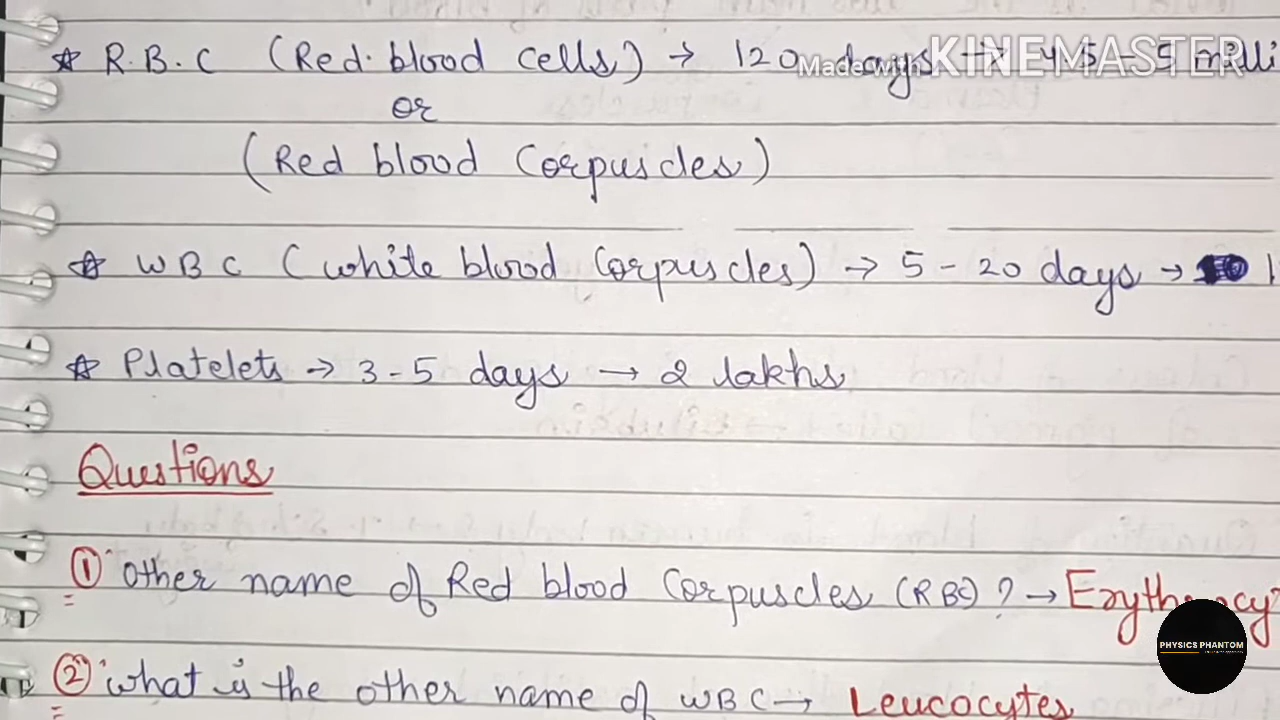 ☆ R.B.C (Red blood cells) → 120 days →
Made with KINEMASTER
or
(Red blood Corpuscles)
☆ WBC (white blood Corpuscles) → 5 - 20 days →
☆ Platelets → 3-5 days → 2 lakhs
Questions
① Other name of Red blood Corpuscles (RBC) ? →
PHYSICS PHANTOM
② What is the other name of WBC → Leucocytes